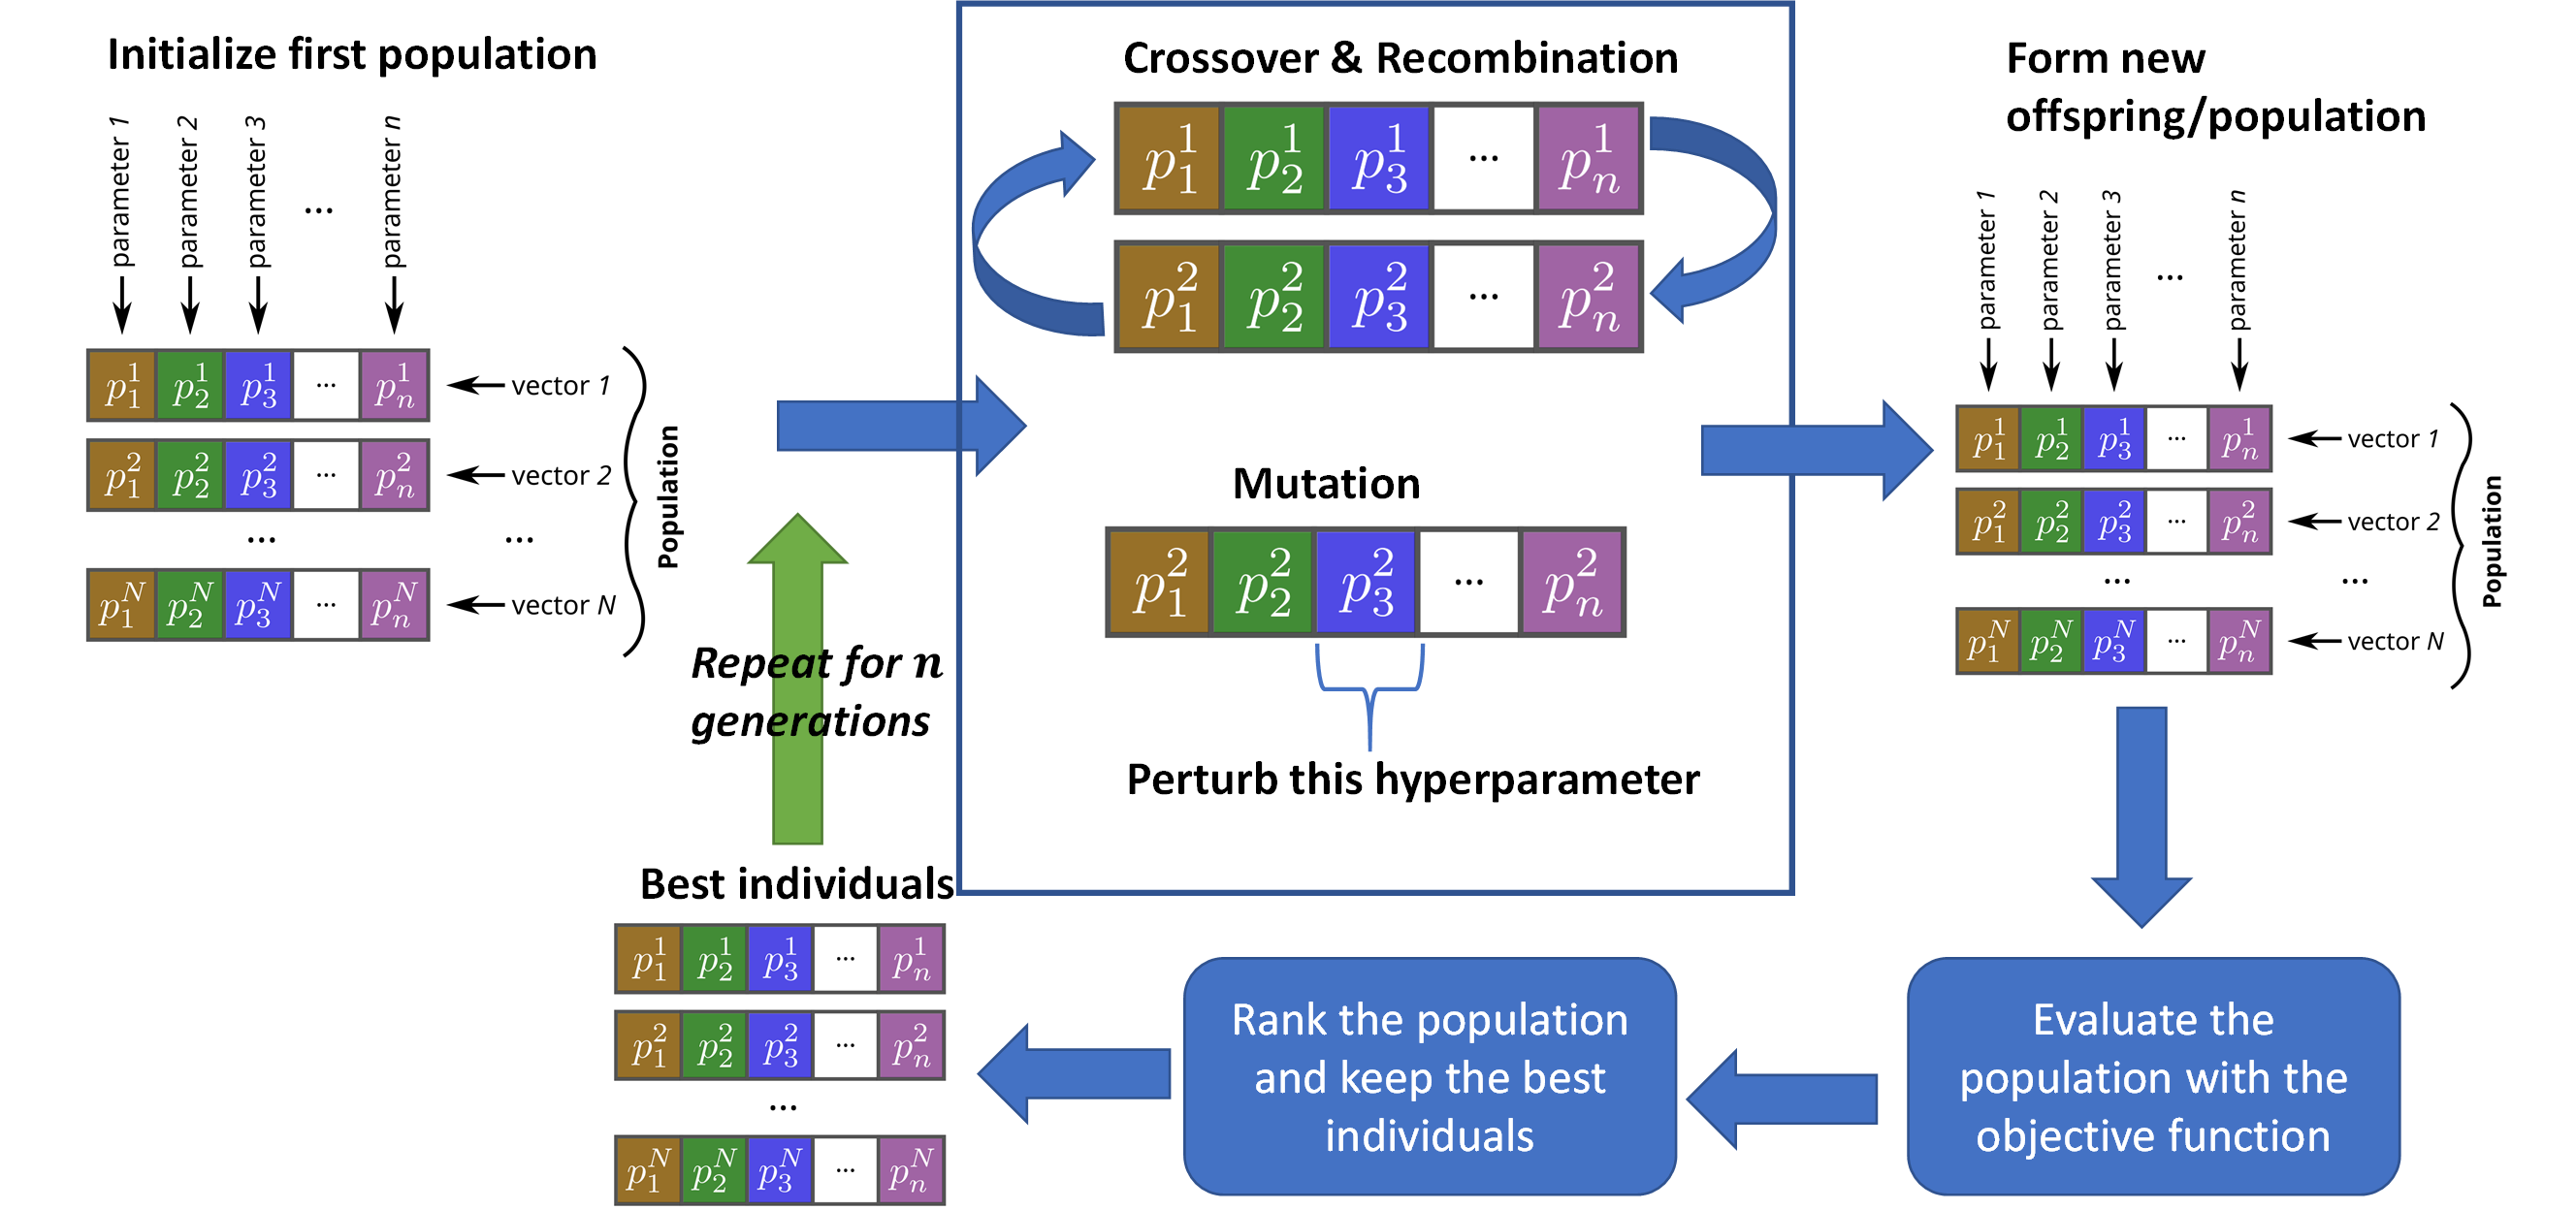 Initialize first population
parameter 1
parameter 2
parameter 3
...
parameter n
p_1^1 p_2^1 p_3^1 ... p_n^1
vector 1
p_1^2 p_2^2 p_3^2 ... p_n^2
vector 2
... ...
p_1^N p_2^N p_3^N ... p_n^N
vector N
Population
Crossover & Recombination
p_1^1 p_2^1 p_3^1 ... p_n^1
p_1^2 p_2^2 p_3^2 ... p_n^2
Mutation
p_1^2 p_2^2 p_3^2 ... p_n^2
Perturb this hyperparameter
Form new
offspring/population
parameter 1
parameter 2
parameter 3
...
parameter n
p_1^1 p_2^1 p_3^1 ... p_n^1
vector 1
p_1^2 p_2^2 p_3^2 ... p_n^2
vector 2
... ...
p_1^N p_2^N p_3^N ... p_n^N
vector N
Population
Evaluate the
population with the
objective function
Rank the population
and keep the best
individuals
Best individuals
p_1^1 p_2^1 p_3^1 ... p_n^1
p_1^2 p_2^2 p_3^2 ... p_n^2
...
p_1^N p_2^N p_3^N ... p_n^N
Repeat for n
generations